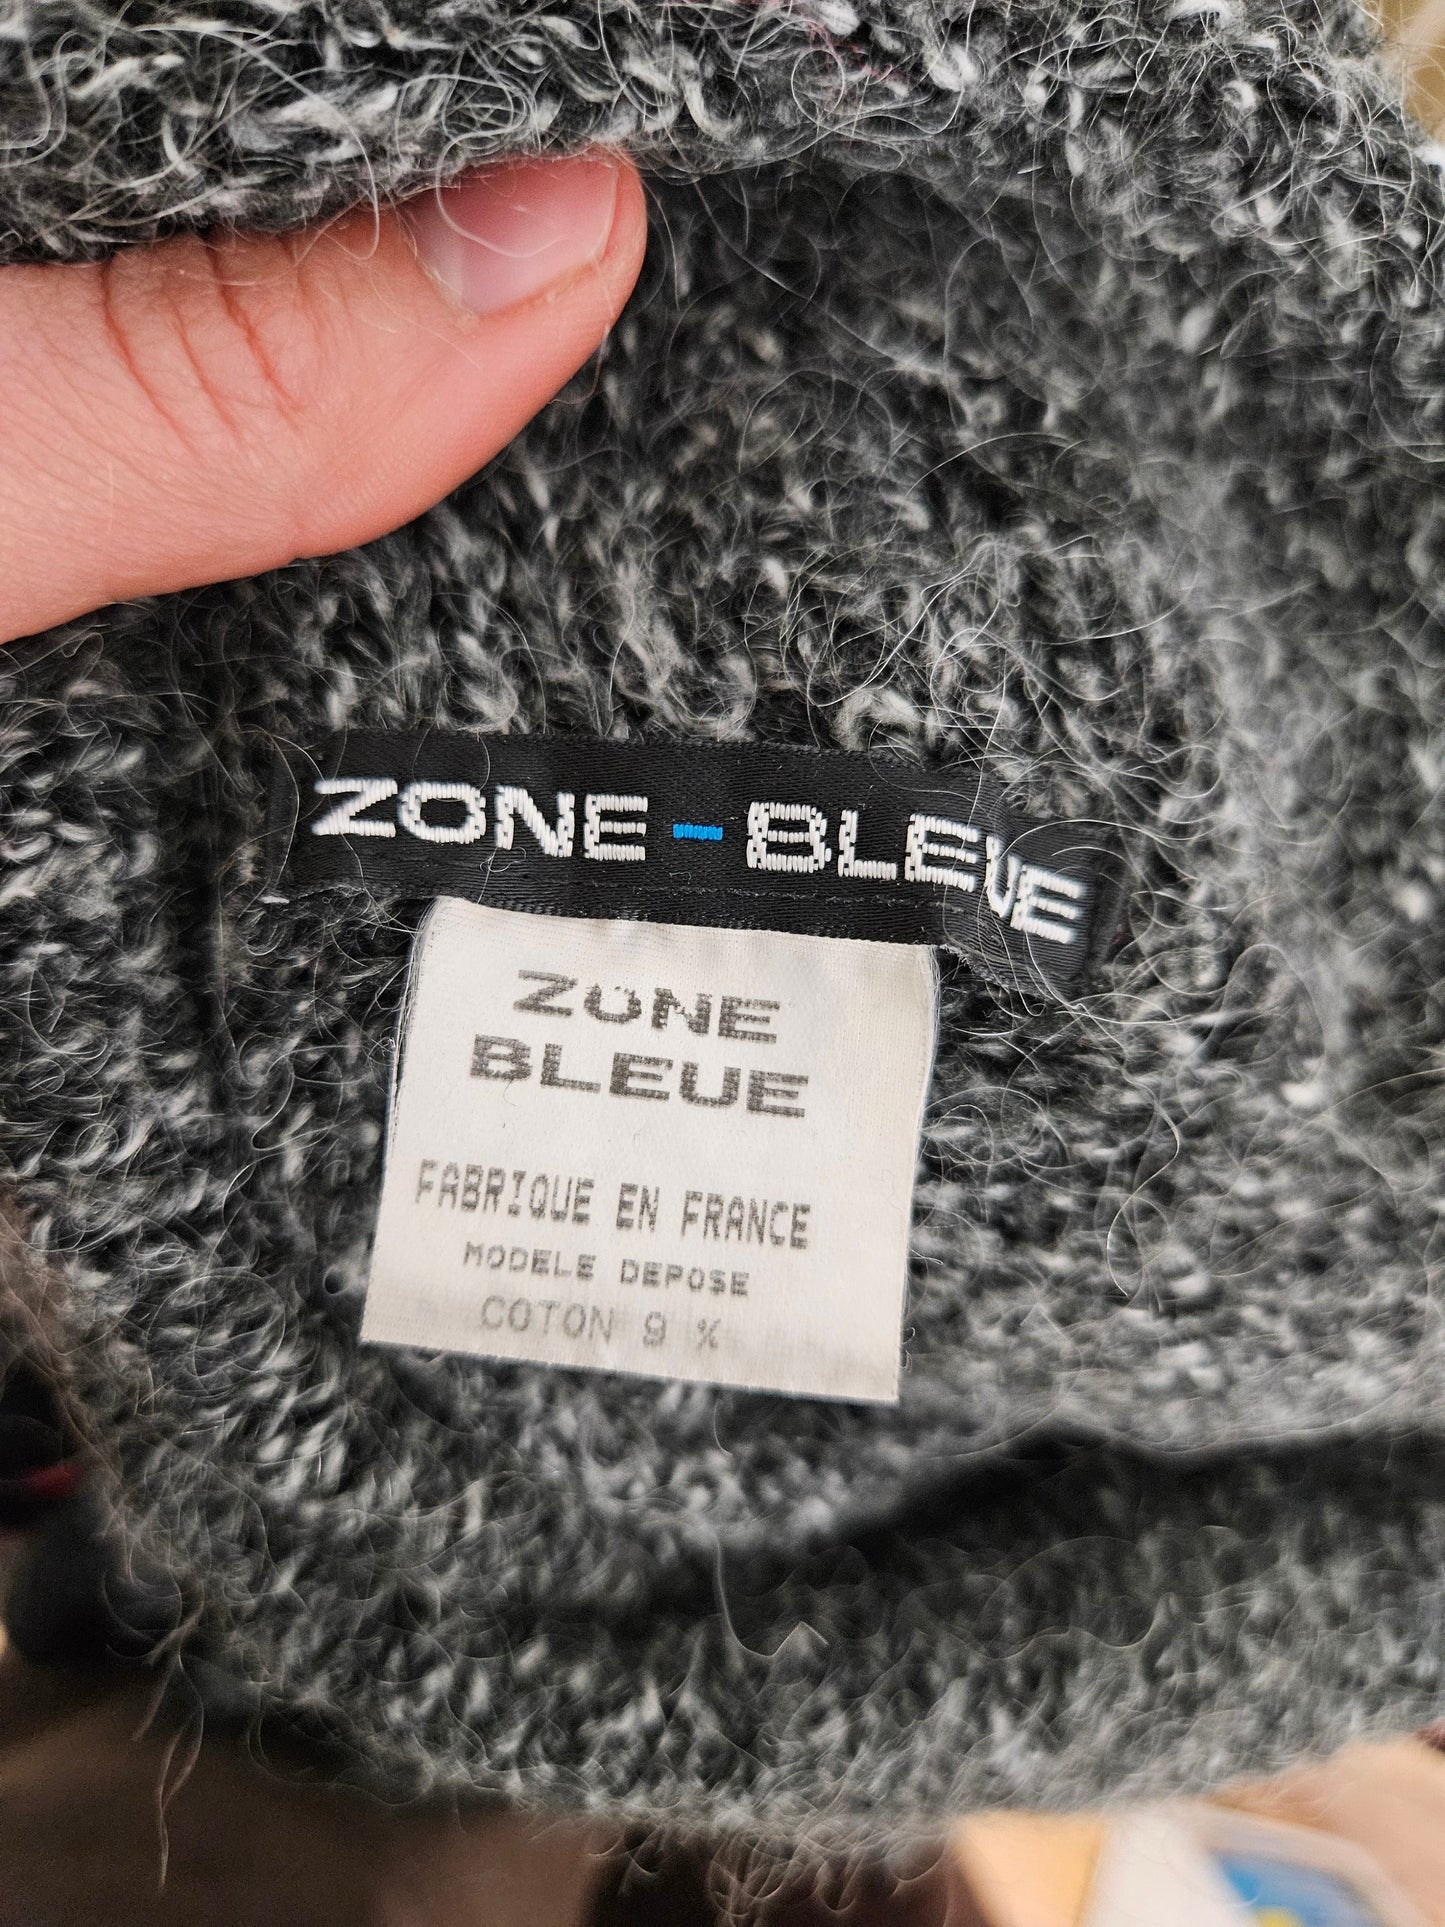 ZONE-BLEUE
ZONE
BLEUE
FABRIQUE EN FRANCE
MODELE DEPOSE
COTON 9 %